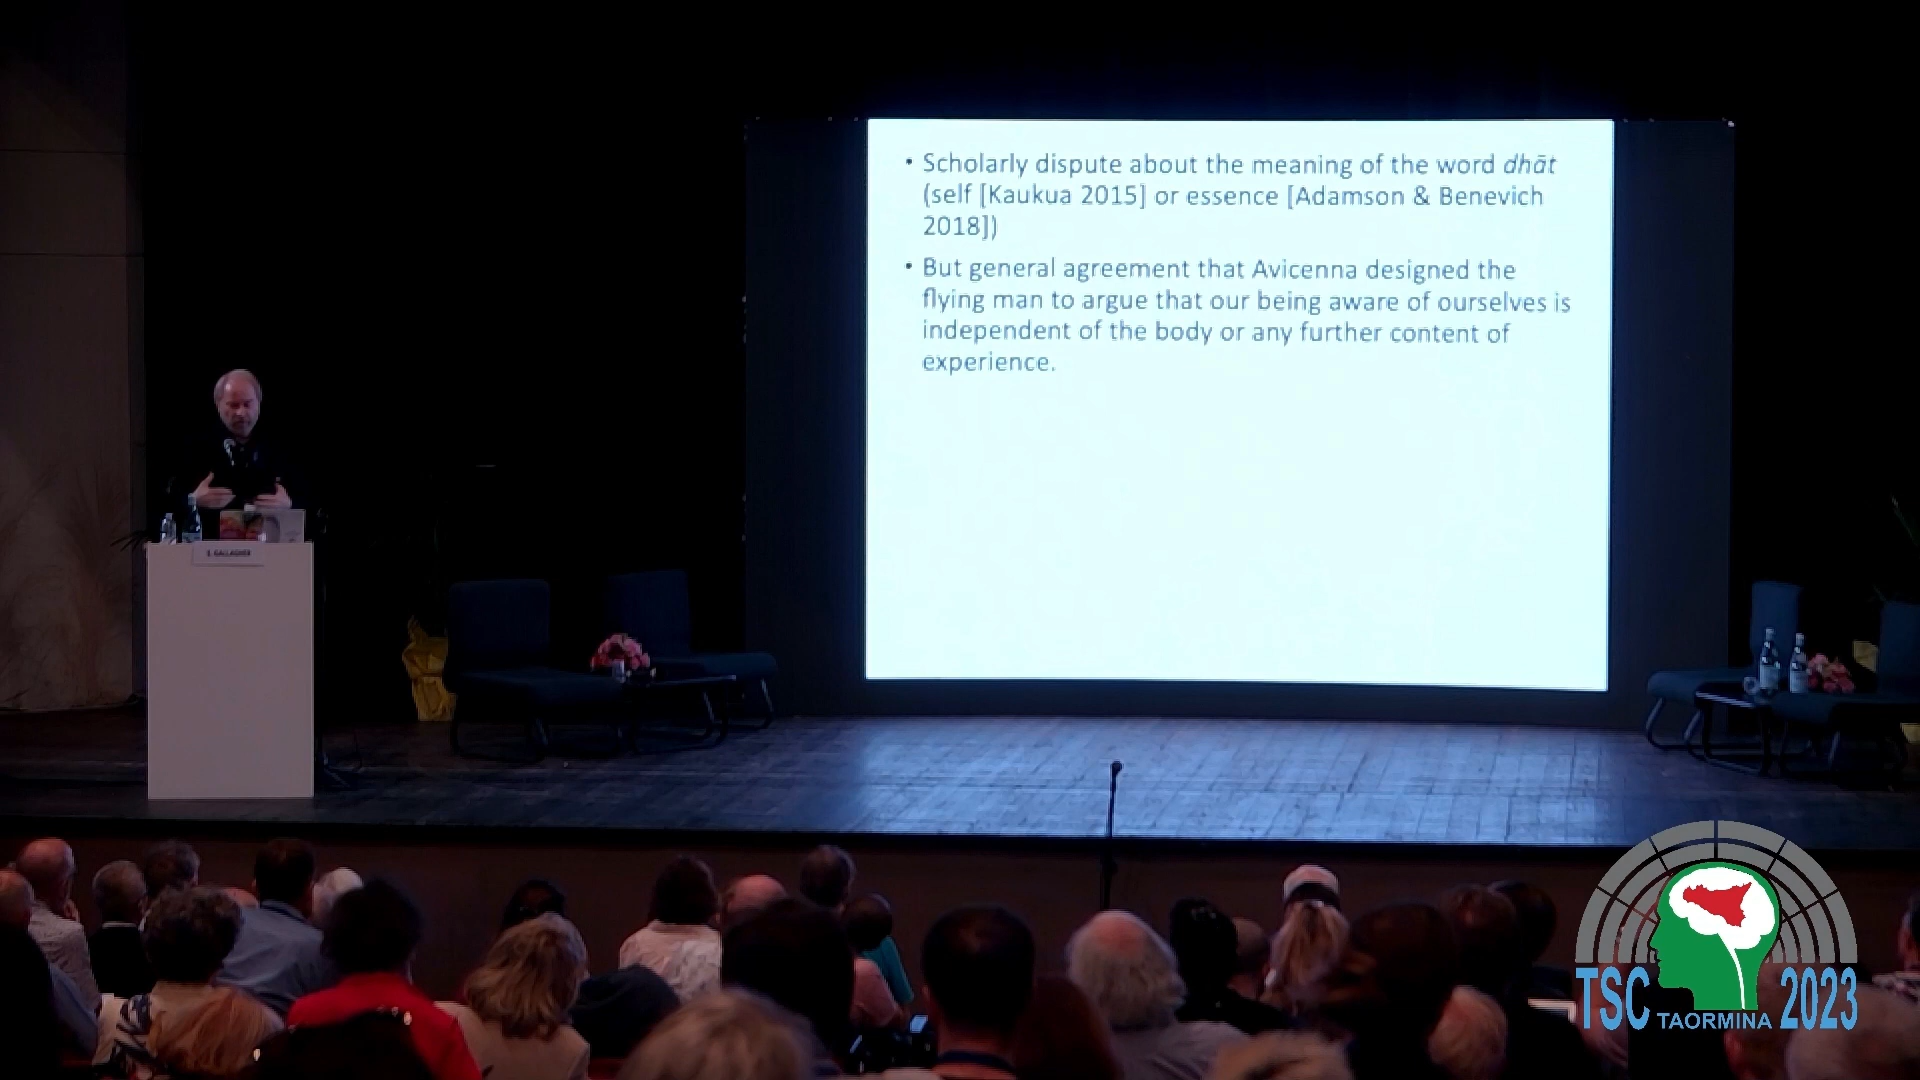 • Scholarly dispute about the meaning of the word dhāt
(self [Kaukua 2015] or essence [Adamson & Benevich
2018])
• But general agreement that Avicenna designed the
flying man to argue that our being aware of ourselves is
independent of the body or any further content of
experience.
S. GALLAGHER
TSC TAORMINA 2023